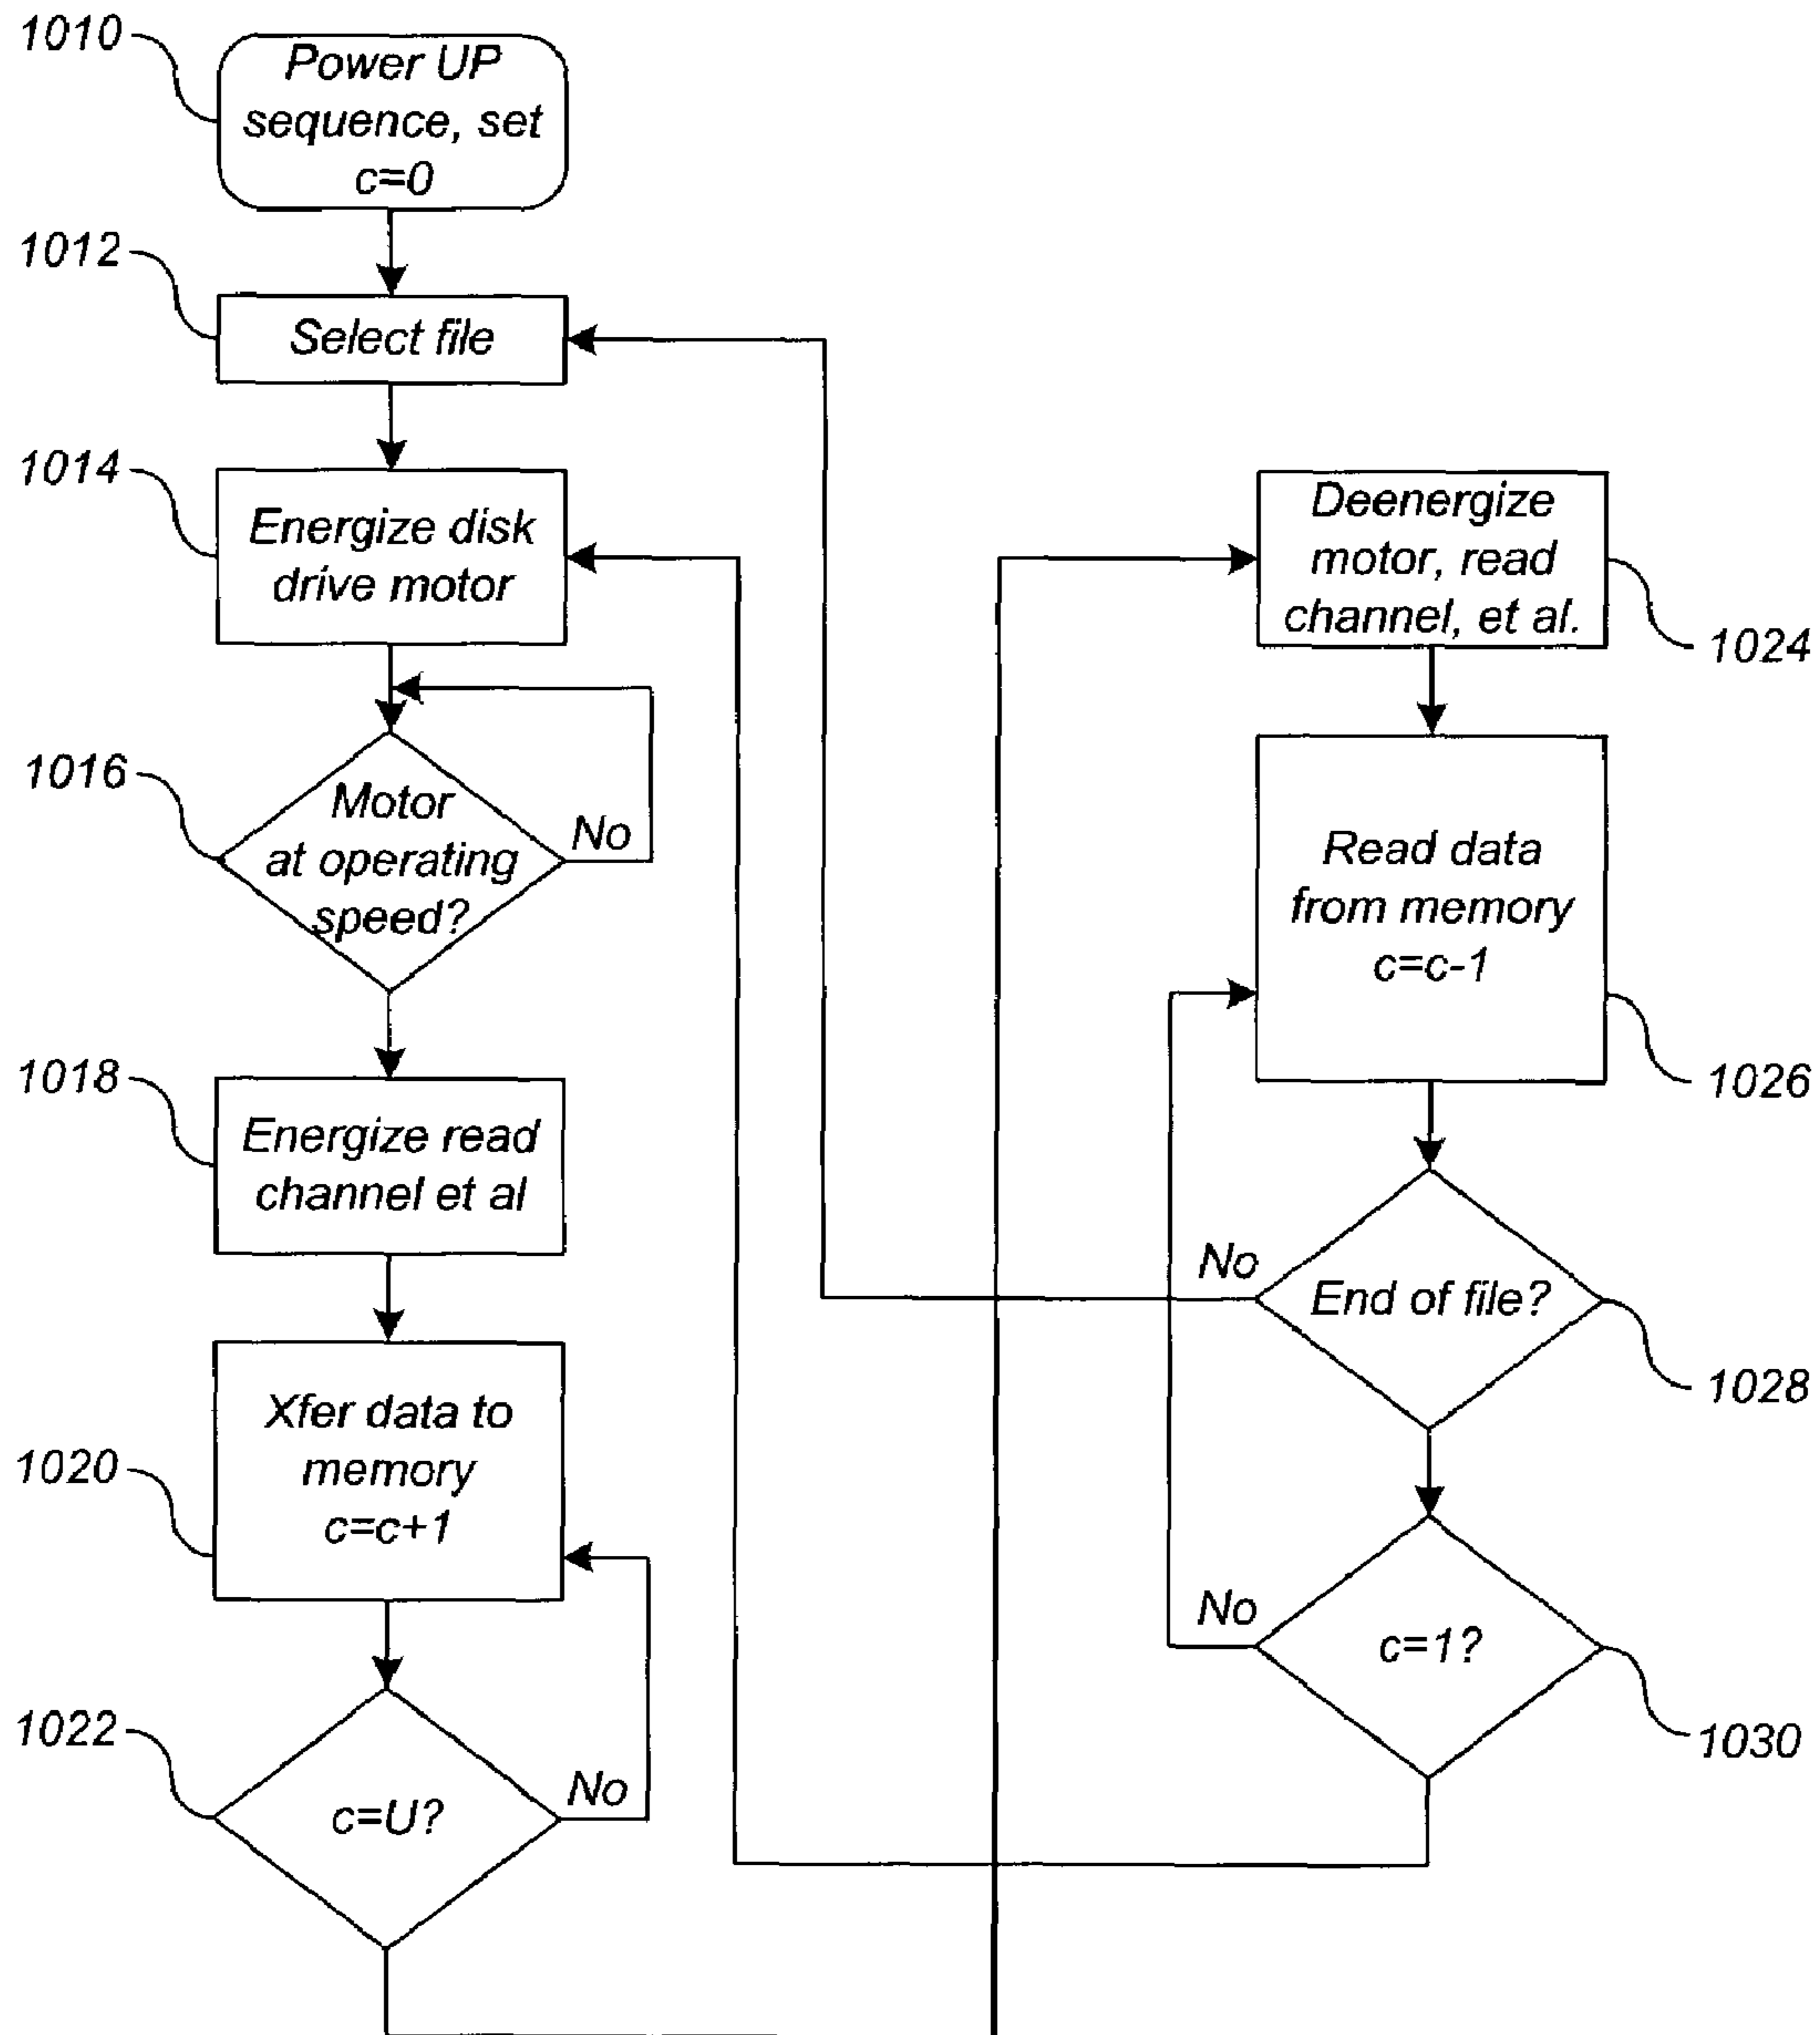 1010
Power UP
sequence, set
c=0
1012
Select file
1014
Energize disk
drive motor
1016
Motor
at operating
speed?
No
1018
Energize read
channel et al
1020
Xfer data to
memory
c=c+1
1022
c=U?
No
Deenergize
motor, read
channel, et al.
1024
Read data
from memory
c=c-1
1026
No
End of file?
1028
No
c=1?
1030